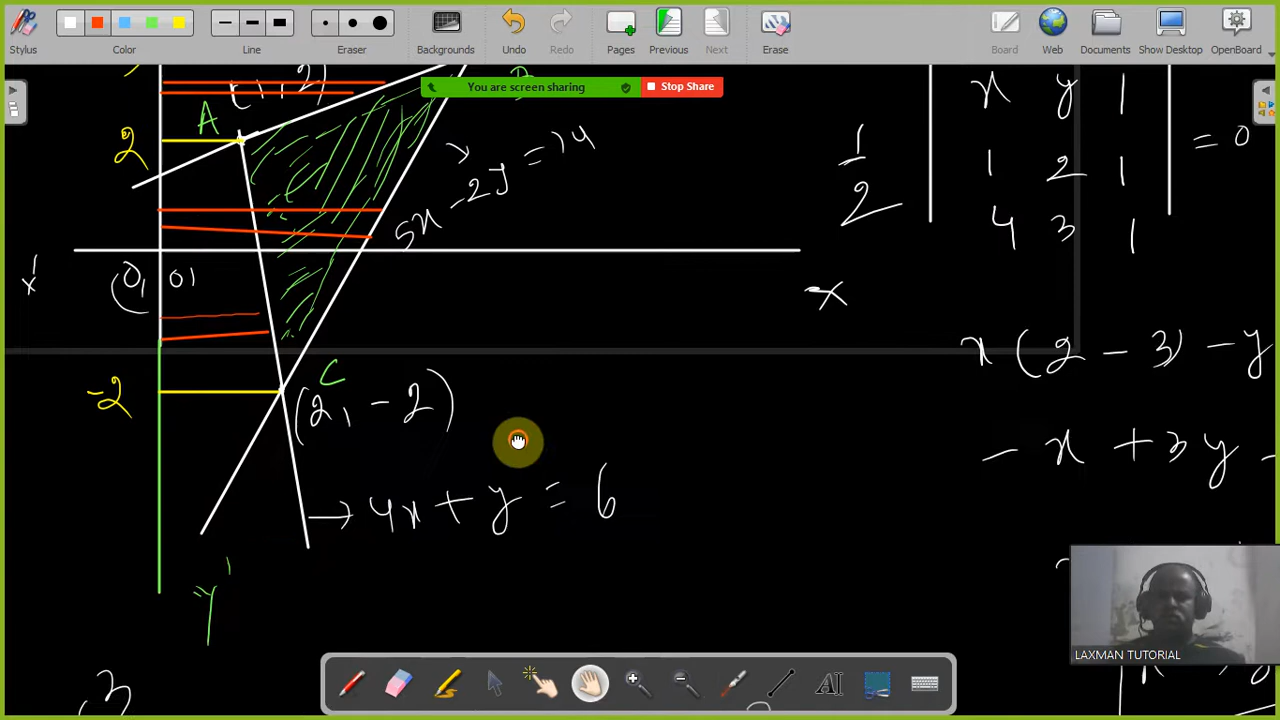 Stylus Color Line Eraser Backgrounds Undo Redo Pages Previous Next Erase Board Web Documents Show Desktop OpenBoard
You are screen sharing Stop Share
A
2
5x - 2y = 14
x y 1
1/2 1 2 1 = 0
4 3 1
X'
X
-2
C
(2, -2)
→ 4x + y = 6
Y'
x (2 - 3) - y
- x + 3y -
3
LAXMAN TUTORIAL
AI